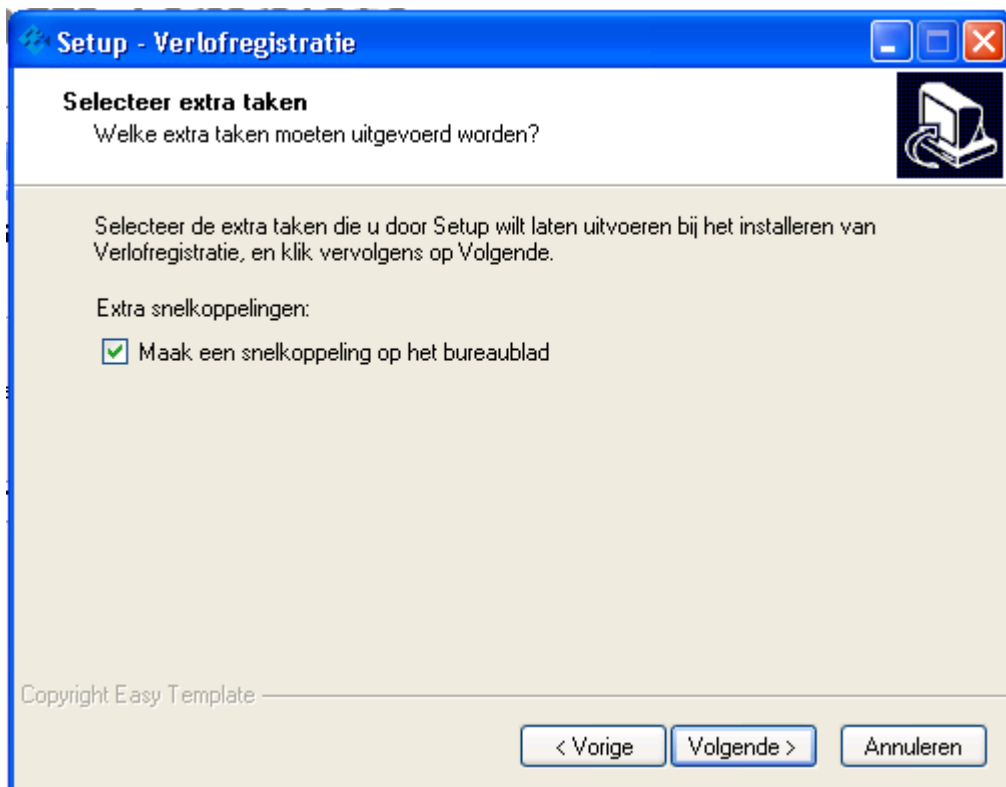 Setup - Verlofregistratie
Selecteer extra taken
Welke extra taken moeten uitgevoerd worden?
Selecteer de extra taken die u door Setup wilt laten uitvoeren bij het installeren van
Verlofregistratie, en klik vervolgens op Volgende.
Extra snelkoppelingen:
Maak een snelkoppeling op het bureaublad
Copyright Easy Template
< Vorige Volgende > Annuleren